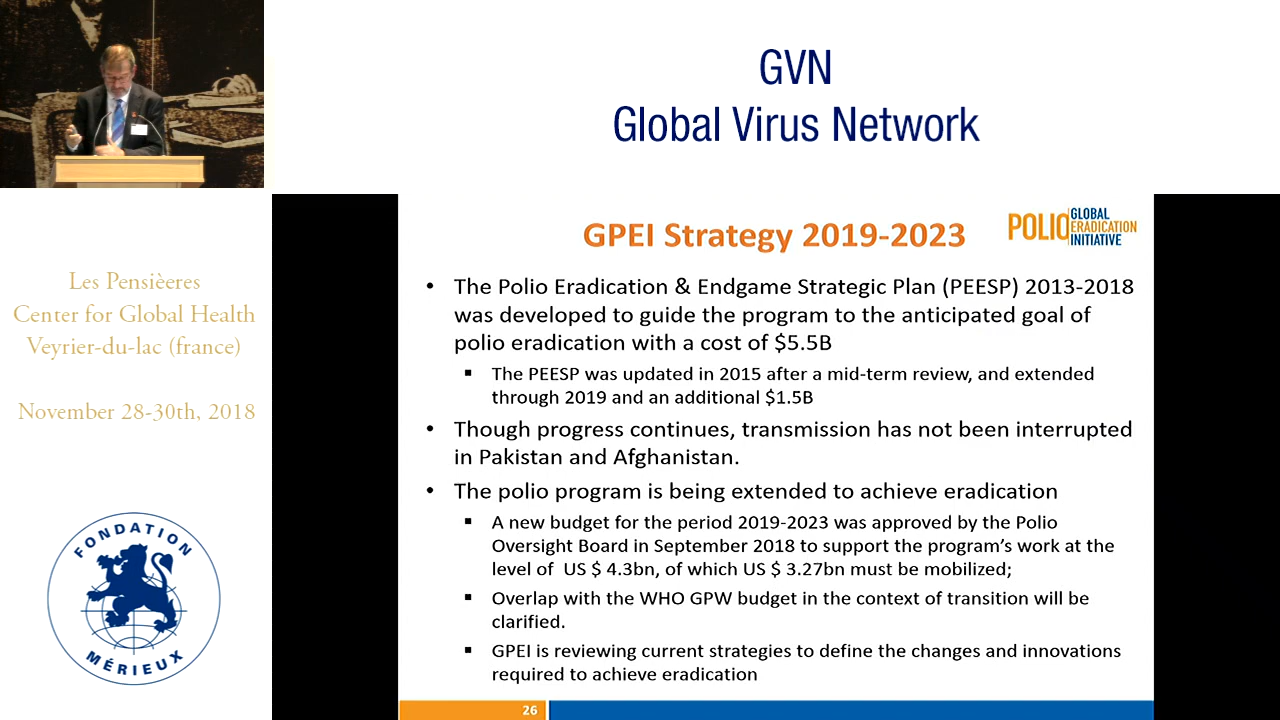 GVN
Global Virus Network
Les Pensièeres
Center for Global Health
Veyrier-du-lac (france)
November 28-30th, 2018
FONDATION
MÉRIEUX
GPEI Strategy 2019-2023
POLIO GLOBAL
ERADICATION
INITIATIVE
• The Polio Eradication & Endgame Strategic Plan (PEESP) 2013-2018
was developed to guide the program to the anticipated goal of
polio eradication with a cost of $5.5B
▪ The PEESP was updated in 2015 after a mid-term review, and extended
through 2019 and an additional $1.5B
• Though progress continues, transmission has not been interrupted
in Pakistan and Afghanistan.
• The polio program is being extended to achieve eradication
▪ A new budget for the period 2019-2023 was approved by the Polio
Oversight Board in September 2018 to support the program’s work at the
level of  US $ 4.3bn, of which US $ 3.27bn must be mobilized;
▪ Overlap with the WHO GPW budget in the context of transition will be
clarified.
▪ GPEI is reviewing current strategies to define the changes and innovations
required to achieve eradication
26